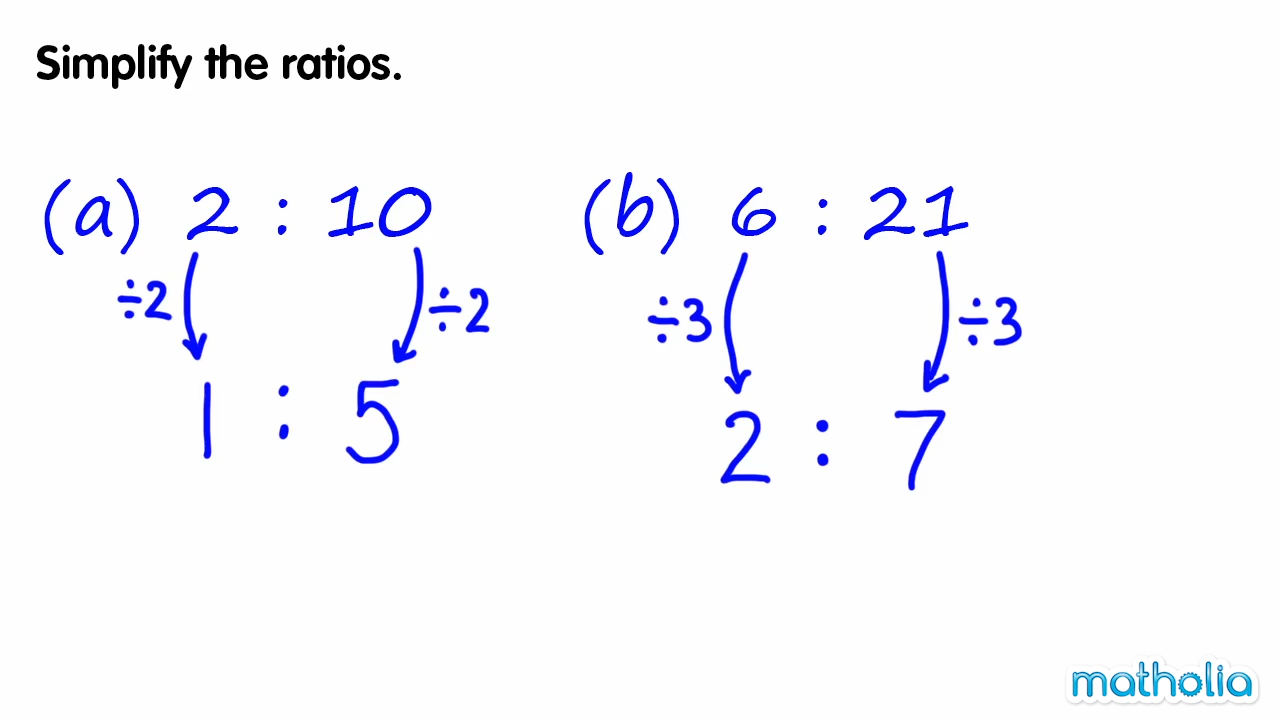 Simplify the ratios.
(a) 2 : 10 (b) 6 : 21
÷2 ÷2 ÷3 ÷3
1 : 5 2 : 7
matholia